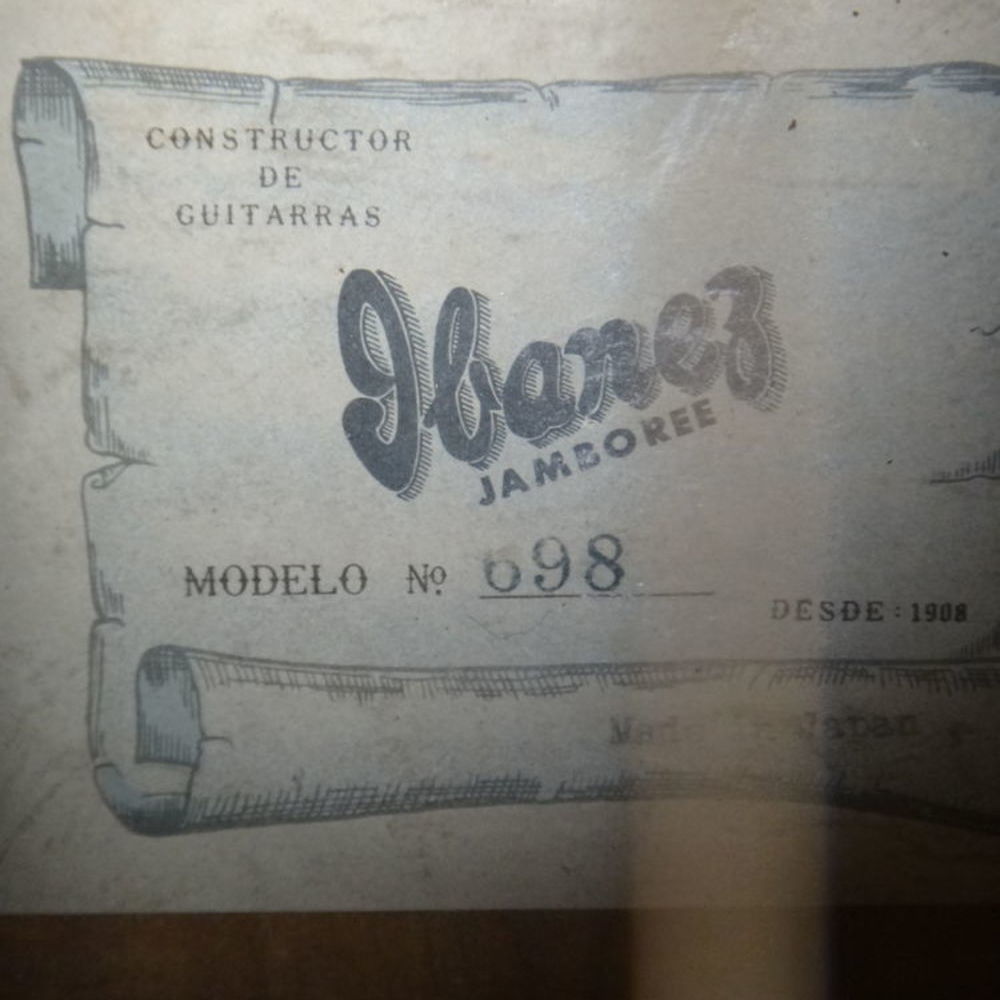 CONSTRUCTOR
DE
GUITARRAS
Ibanez
JAMBOREE
MODELO Nº 698
DESDE: 1908
Made in Japan